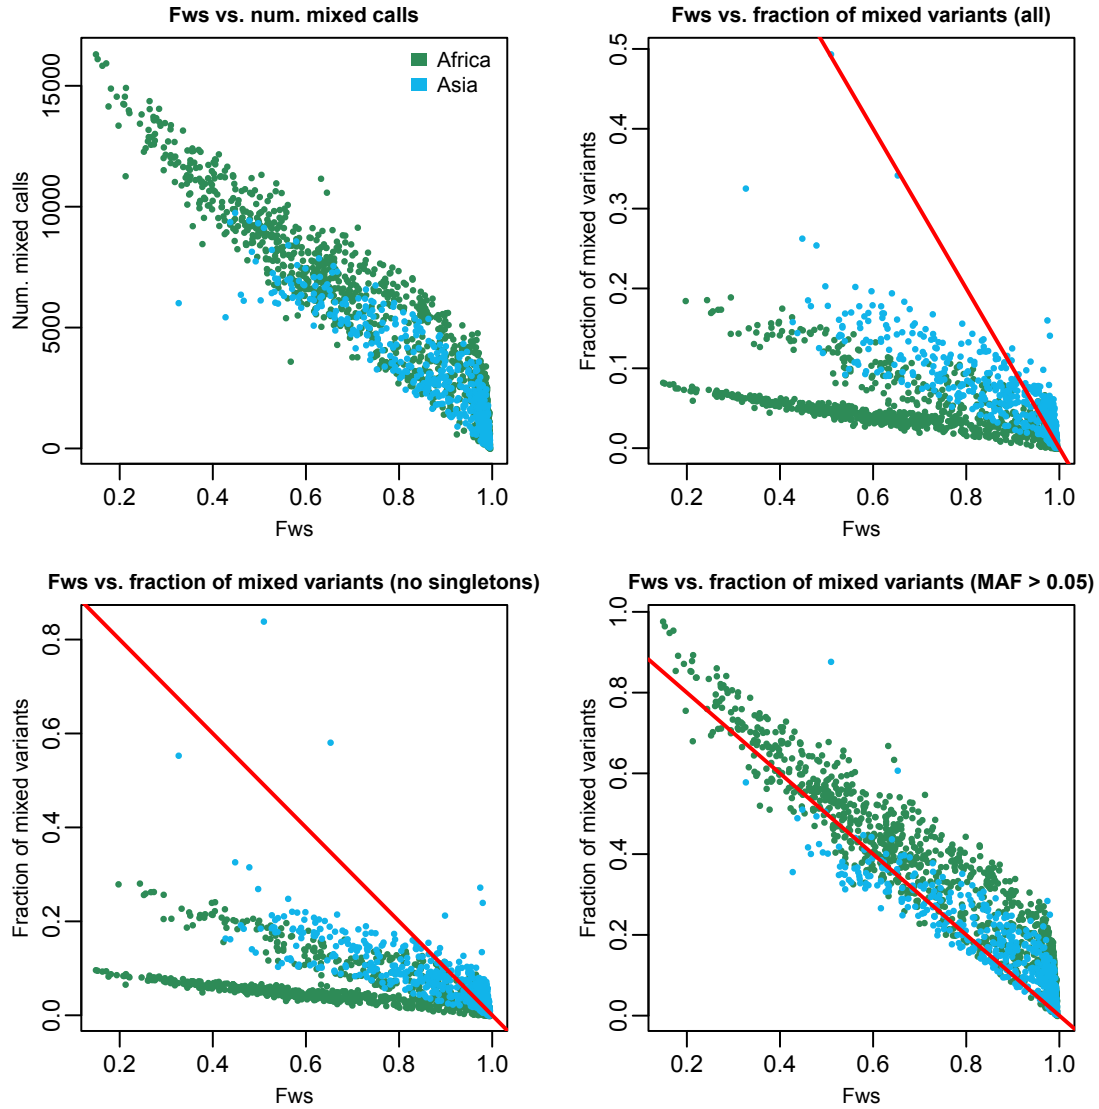 Fws vs. num. mixed calls
Num. mixed calls
15000
10000
5000
0
Africa
Asia
0.2 0.4 0.6 0.8 1.0
Fws
Fws vs. fraction of mixed variants (all)
Fraction of mixed variants
0.5
0.4
0.3
0.2
0.1
0.0
0.2 0.4 0.6 0.8 1.0
Fws
Fws vs. fraction of mixed variants (no singletons)
Fraction of mixed variants
0.8
0.6
0.4
0.2
0.0
0.2 0.4 0.6 0.8 1.0
Fws
Fws vs. fraction of mixed variants (MAF > 0.05)
Fraction of mixed variants
1.0
0.8
0.6
0.4
0.2
0.0
0.2 0.4 0.6 0.8 1.0
Fws